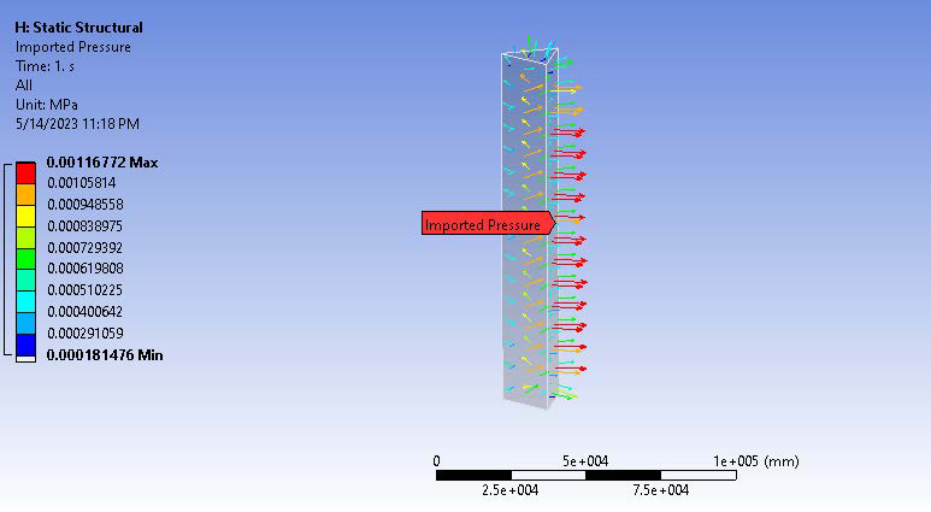 H: Static Structural
Imported Pressure
Time: 1. s
All
Unit: MPa
5/14/2023 11:18 PM
0.00116772 Max
0.00105814
0.000948558
0.000838975
0.000729392
0.000619808
0.000510225
0.000400642
0.000291059
0.000181476 Min
Imported Pressure
0 5e+004 1e+005 (mm)
2.5e+004 7.5e+004